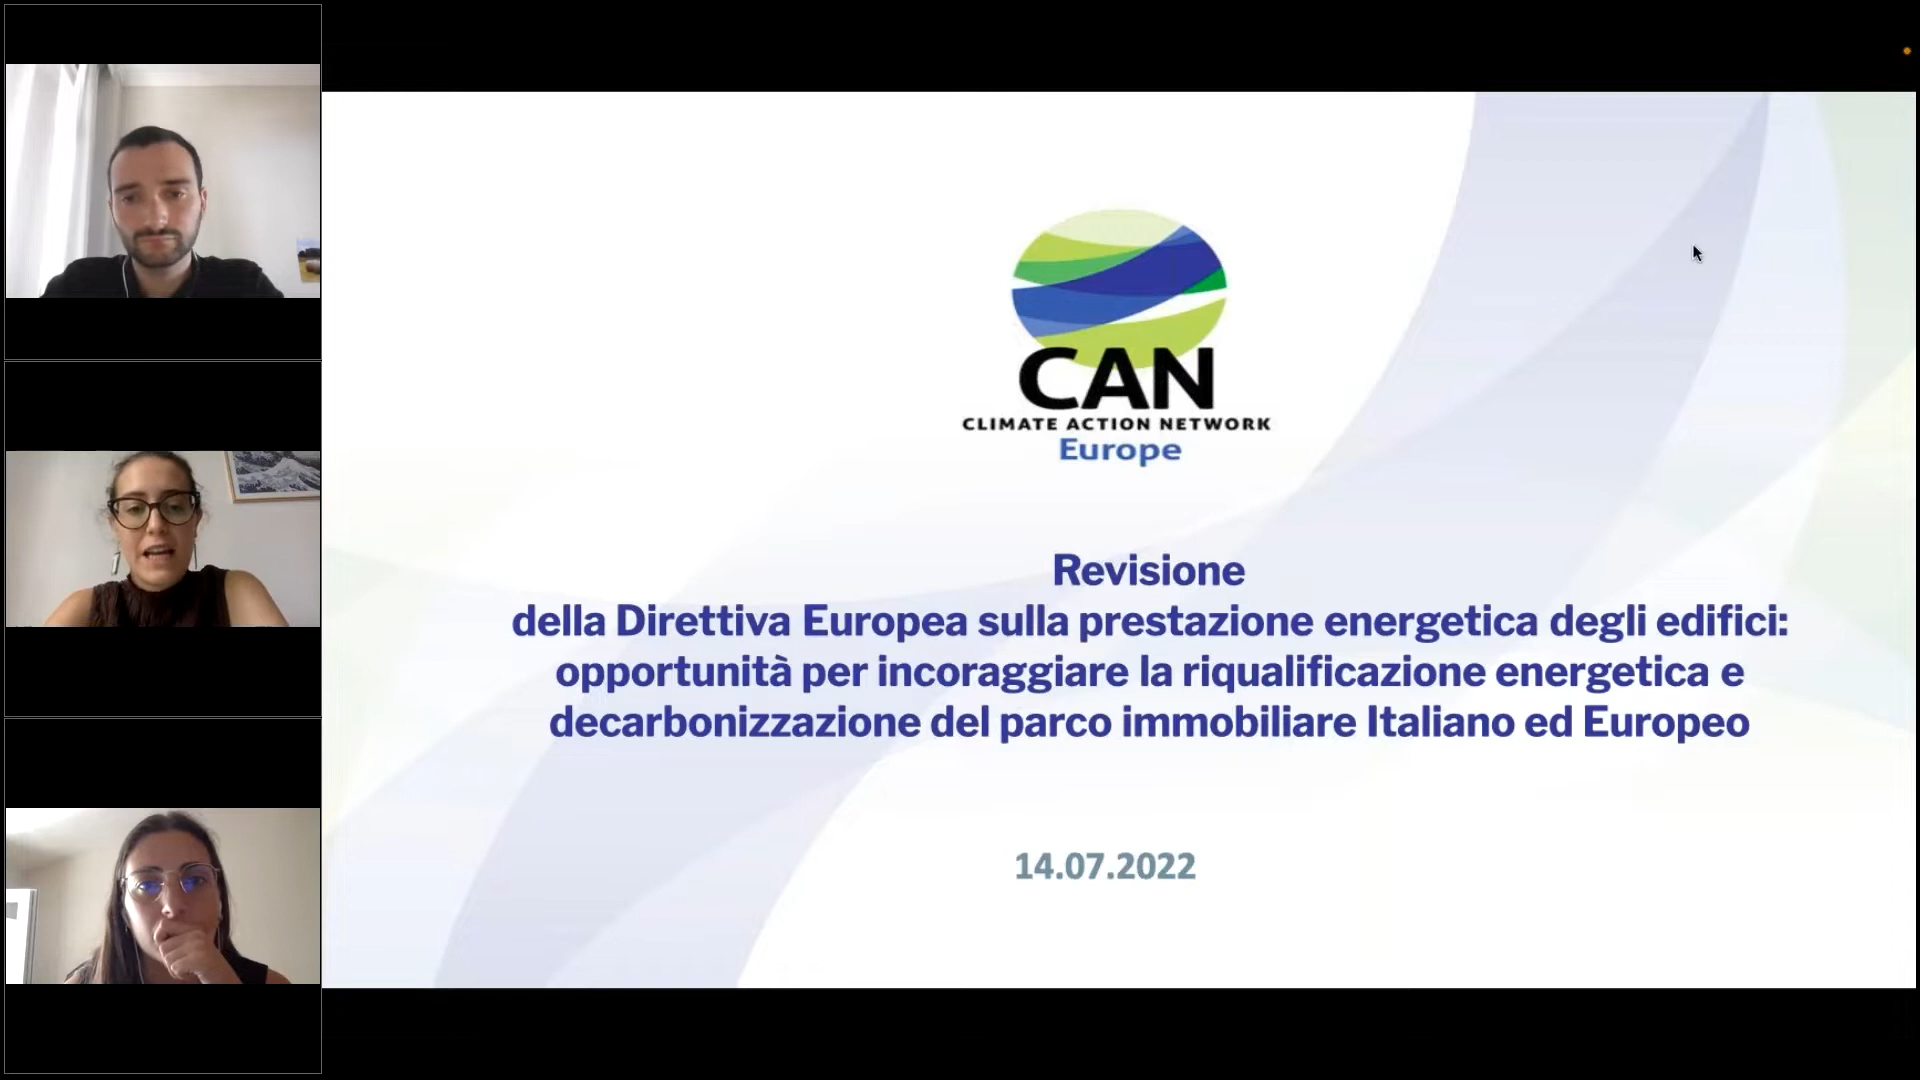 CAN
CLIMATE ACTION NETWORK
Europe
Revisione
della Direttiva Europea sulla prestazione energetica degli edifici:
opportunità per incoraggiare la riqualificazione energetica e
decarbonizzazione del parco immobiliare Italiano ed Europeo
14.07.2022